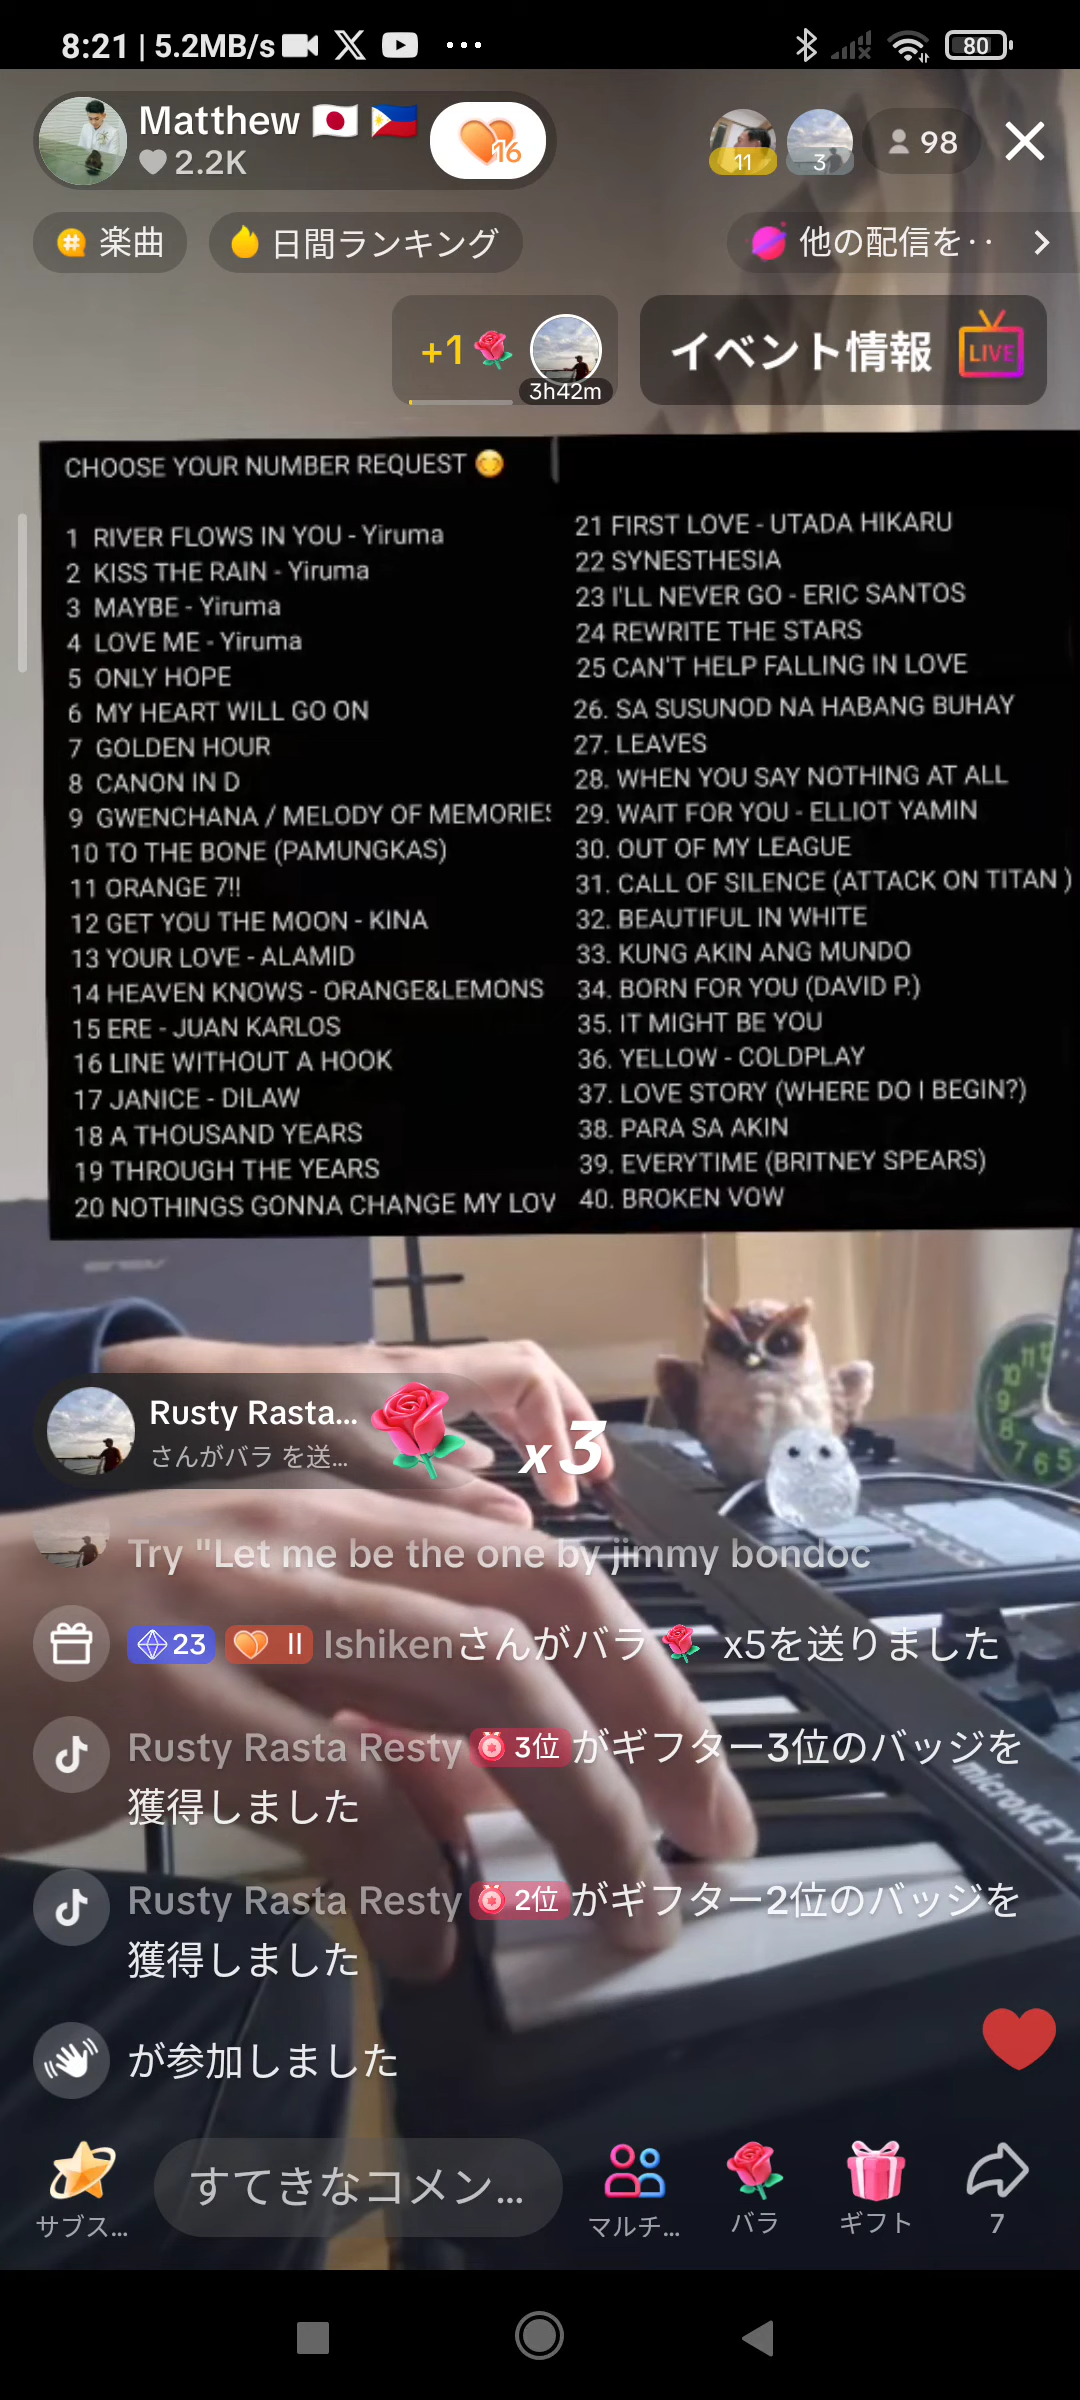 8:21 | 5.2MB/s
80
Matthew 🇯🇵 🇵🇭
2.2K
16
11
3
98
楽曲
日間ランキング
他の配信を‥
+1
3h42m
イベント情報
LIVE
CHOOSE YOUR NUMBER REQUEST 😊
1 RIVER FLOWS IN YOU - Yiruma
2 KISS THE RAIN - Yiruma
3 MAYBE - Yiruma
4 LOVE ME - Yiruma
5 ONLY HOPE
6 MY HEART WILL GO ON
7 GOLDEN HOUR
8 CANON IN D
9 GWENCHANA / MELODY OF MEMORIES
10 TO THE BONE (PAMUNGKAS)
11 ORANGE 7!!
12 GET YOU THE MOON - KINA
13 YOUR LOVE - ALAMID
14 HEAVEN KNOWS - ORANGE&LEMONS
15 ERE - JUAN KARLOS
16 LINE WITHOUT A HOOK
17 JANICE - DILAW
18 A THOUSAND YEARS
19 THROUGH THE YEARS
20 NOTHINGS GONNA CHANGE MY LOV
21 FIRST LOVE - UTADA HIKARU
22 SYNESTHESIA
23 I'LL NEVER GO - ERIC SANTOS
24 REWRITE THE STARS
25 CAN'T HELP FALLING IN LOVE
26. SA SUSUNOD NA HABANG BUHAY
27. LEAVES
28. WHEN YOU SAY NOTHING AT ALL
29. WAIT FOR YOU - ELLIOT YAMIN
30. OUT OF MY LEAGUE
31. CALL OF SILENCE (ATTACK ON TITAN )
32. BEAUTIFUL IN WHITE
33. KUNG AKIN ANG MUNDO
34. BORN FOR YOU (DAVID P.)
35. IT MIGHT BE YOU
36. YELLOW - COLDPLAY
37. LOVE STORY (WHERE DO I BEGIN?)
38. PARA SA AKIN
39. EVERYTIME (BRITNEY SPEARS)
40. BROKEN VOW
Rusty Rasta...
さんがバラ を送...
x3
Try "Let me be the one by jimmy bondoc
23 II Ishikenさんがバラ x5を送りました
Rusty Rasta Resty 3位がギフター3位のバッジを
獲得しました
microKEY
Rusty Rasta Resty 2位がギフター2位のバッジを
獲得しました
が参加しました
すてきなコメン...
サブス...
マルチ...
バラ
ギフト
7